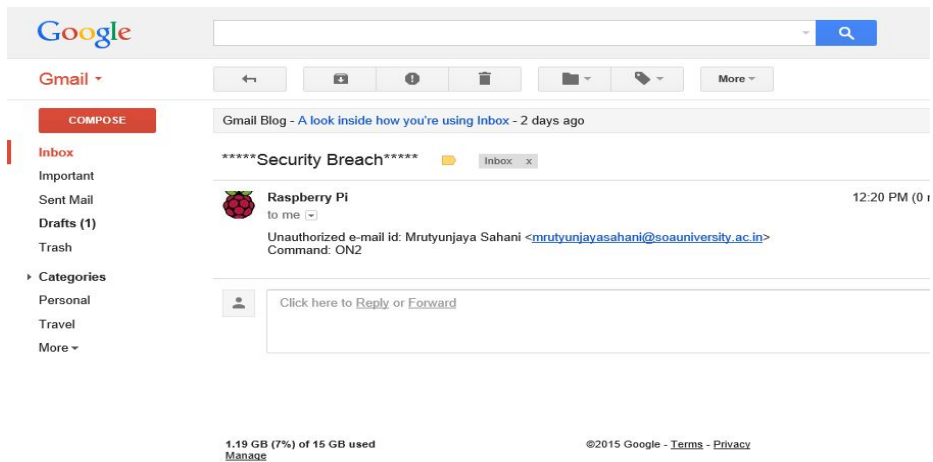 Google
Gmail
More
COMPOSE
Gmail Blog - A look inside how you're using Inbox - 2 days ago
Inbox
*****Security Breach*****
Inbox x
Important
Sent Mail
Drafts (1)
Trash
Categories
Personal
Travel
More
Raspberry Pi
12:20 PM (0
to me
Unauthorized e-mail id: Mrutyunjaya Sahani <mrutyunjayasahani@soauniversity.ac.in>
Command: ON2
Click here to Reply or Forward
1.19 GB (7%) of 15 GB used
Manage
©2015 Google - Terms - Privacy